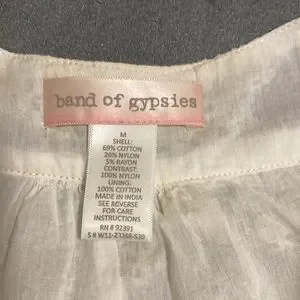 band of gypsies
M
SHELL:
69% COTTON
26% NYLON
5% RAYON
CONTRAST:
100% NYLON
LINING:
100% COTTON
MADE IN INDIA
SEE REVERSE
FOR CARE
INSTRUCTIONS
RN # 92391